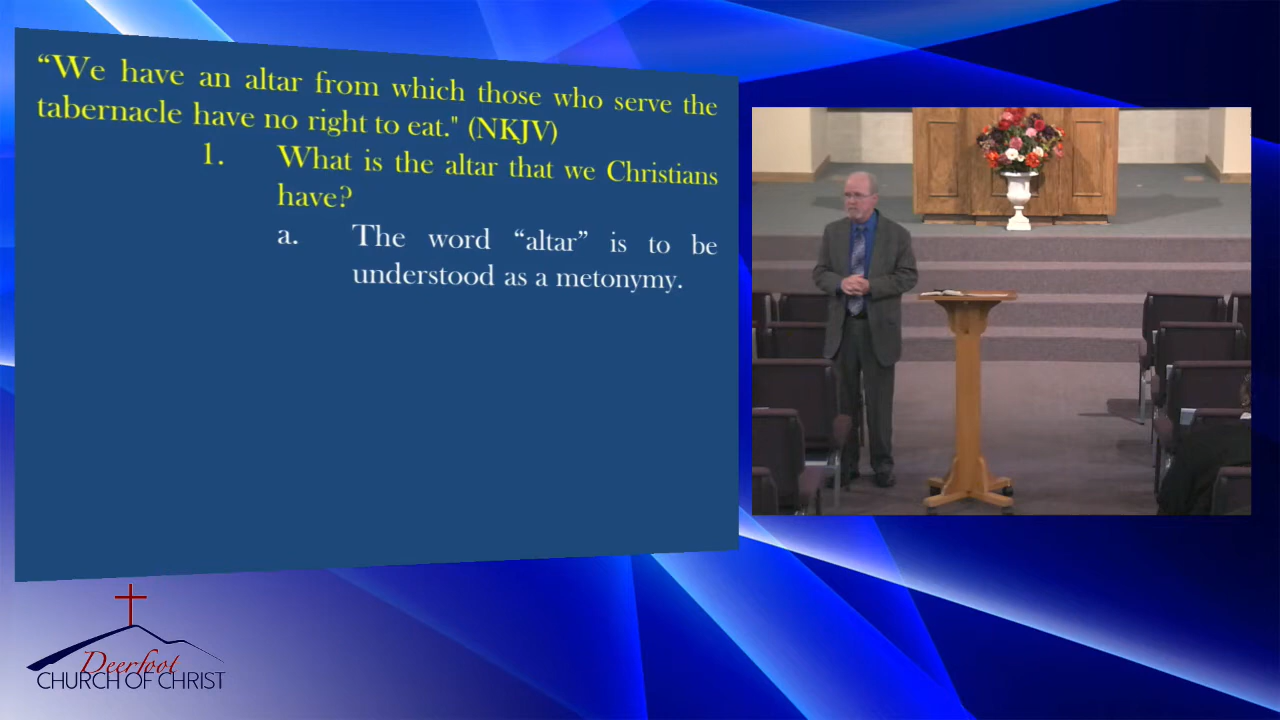 “We have an altar from which those who serve the
tabernacle have no right to eat." (NKJV)
1. What is the altar that we Christians
have?
a. The word “altar” is to be
understood as a metonymy.
Deerfoot
CHURCH OF CHRIST